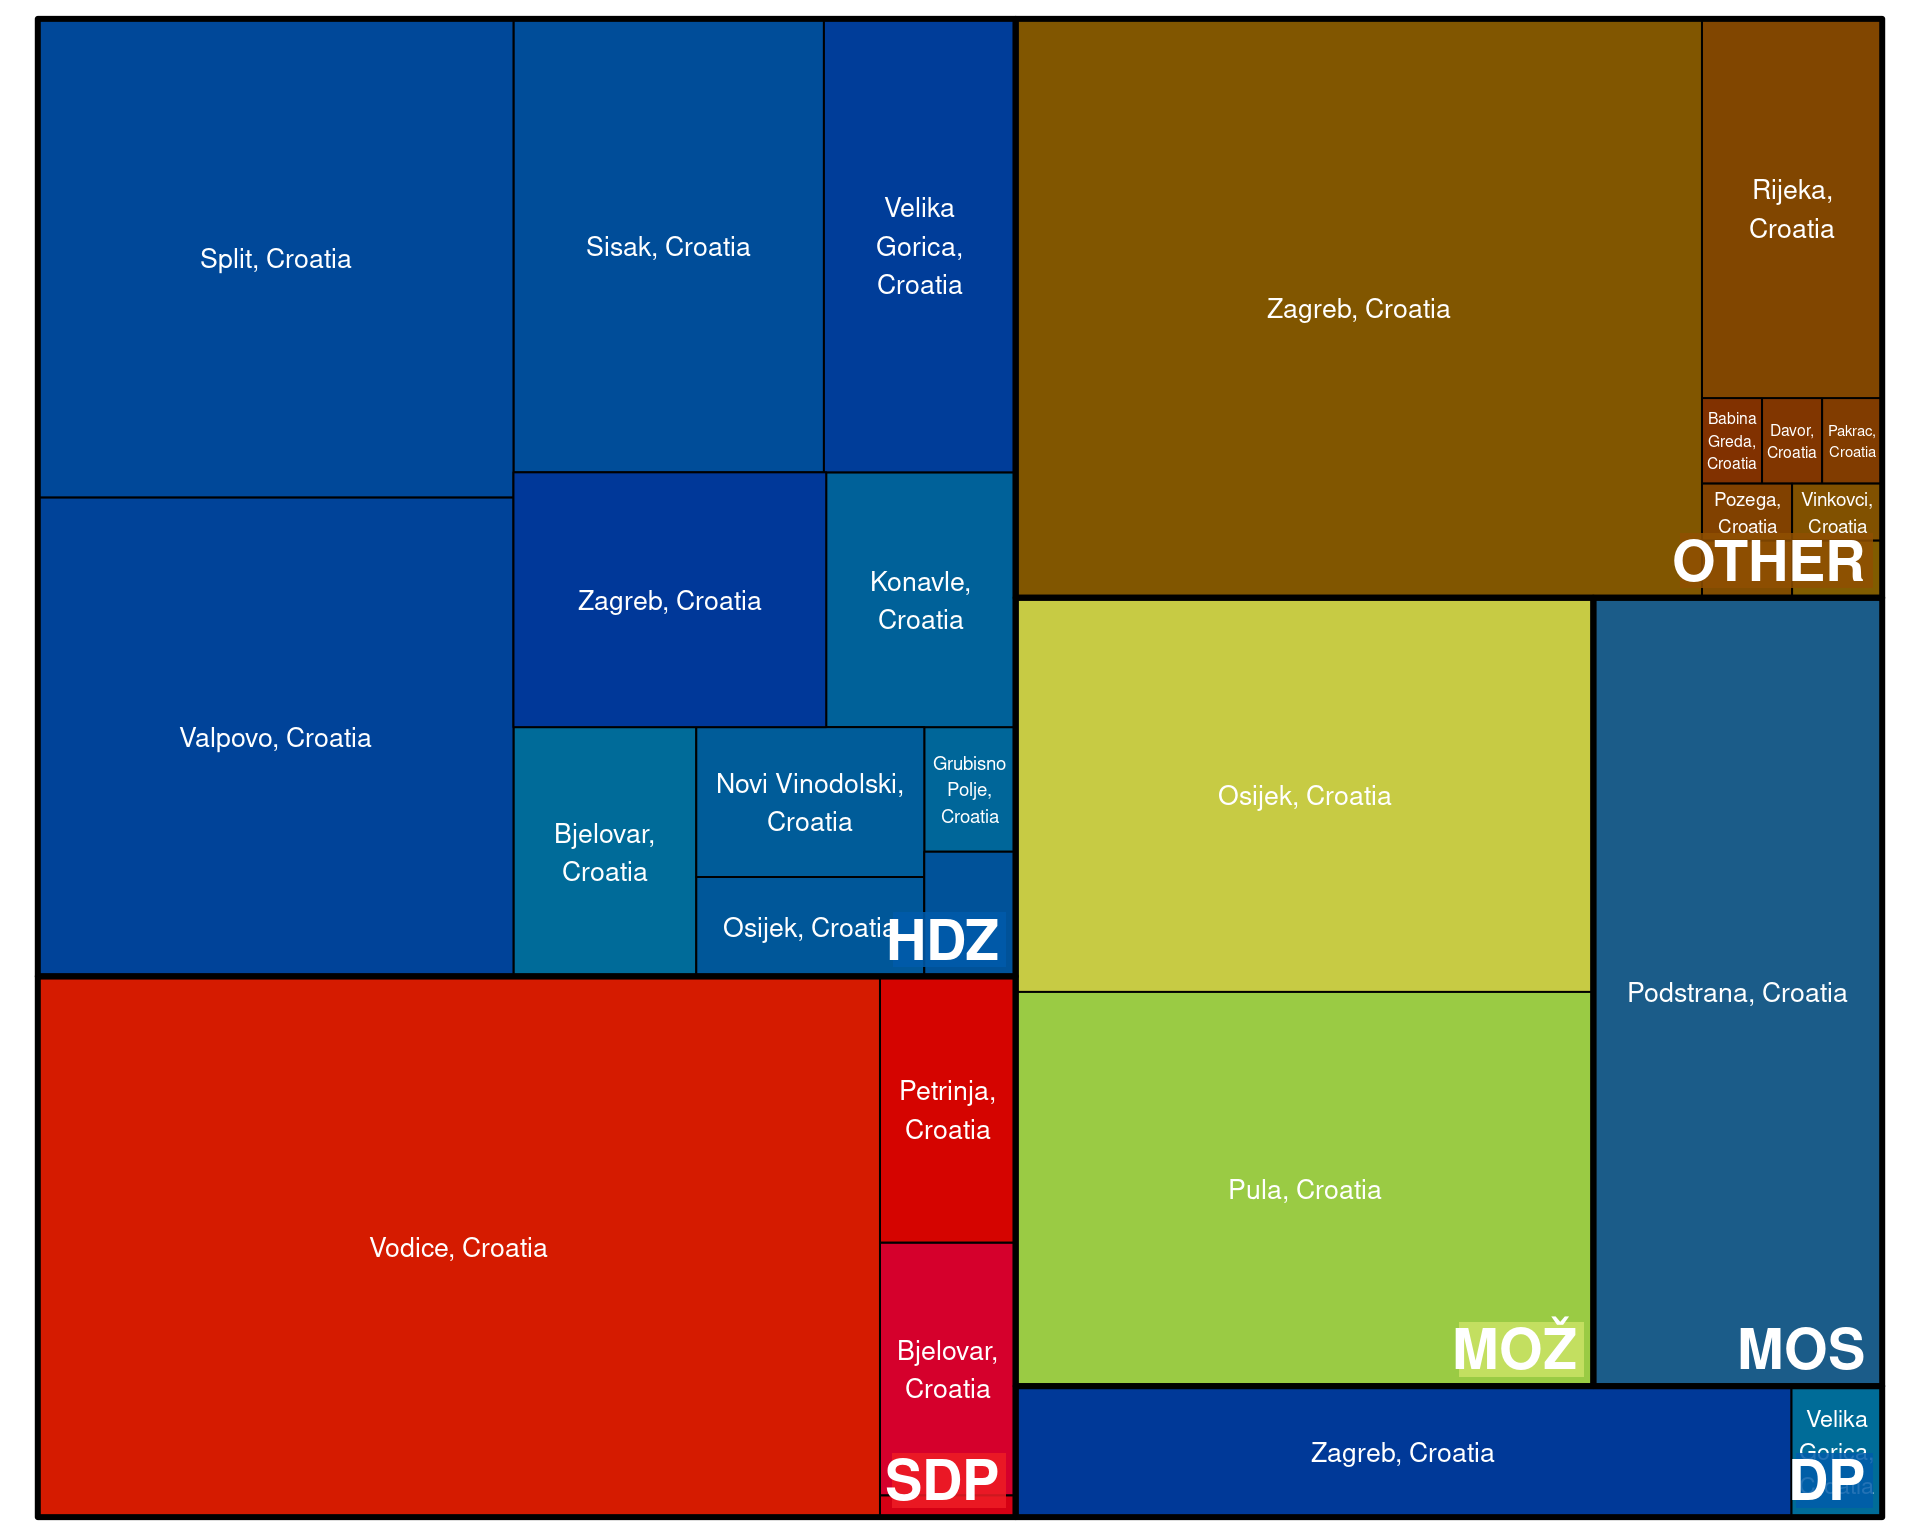 Split, Croatia
Sisak, Croatia
Velika
Gorica,
Croatia
Valpovo, Croatia
Zagreb, Croatia
Konavle,
Croatia
Bjelovar,
Croatia
Novi Vinodolski,
Croatia
Grubisno
Polje,
Croatia
Osijek, Croatia
HDZ
Vodice, Croatia
Petrinja,
Croatia
Bjelovar,
Croatia
SDP
Zagreb, Croatia
Rijeka,
Croatia
Babina
Greda,
Croatia
Davor,
Croatia
Pakrac,
Croatia
Pozega,
Croatia
Vinkovci,
Croatia
OTHER
Osijek, Croatia
Pula, Croatia
MOŽ
Podstrana, Croatia
MOS
Zagreb, Croatia
Velika
Gorica,
Croatia
DP